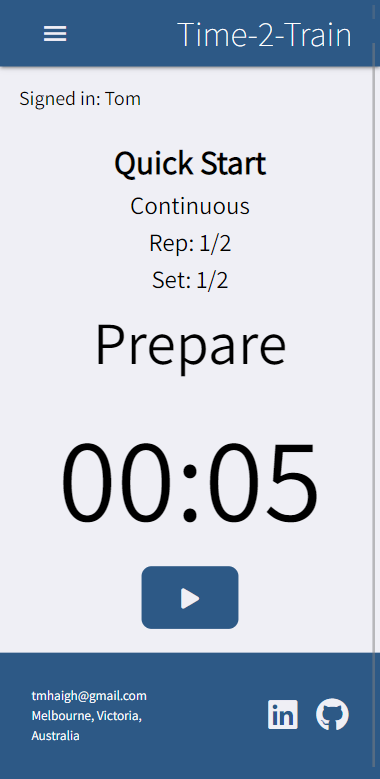 Time-2-Train
Signed in: Tom
Quick Start
Continuous
Rep: 1/2
Set: 1/2
Prepare
00:05
tmhaigh@gmail.com
Melbourne, Victoria,
Australia
in